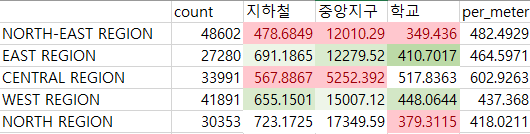 count 지하철 중앙지구 학교 per_meter
NORTH-EAST REGION 48602 478.6849 12010.29 349.436 482.4929
EAST REGION 27280 691.1865 12279.52 410.7017 464.5971
CENTRAL REGION 33991 567.8867 5252.392 517.8363 602.9263
WEST REGION 41891 655.1501 15007.12 448.0644 437.368
NORTH REGION 30353 723.1725 17349.59 379.3115 418.0211